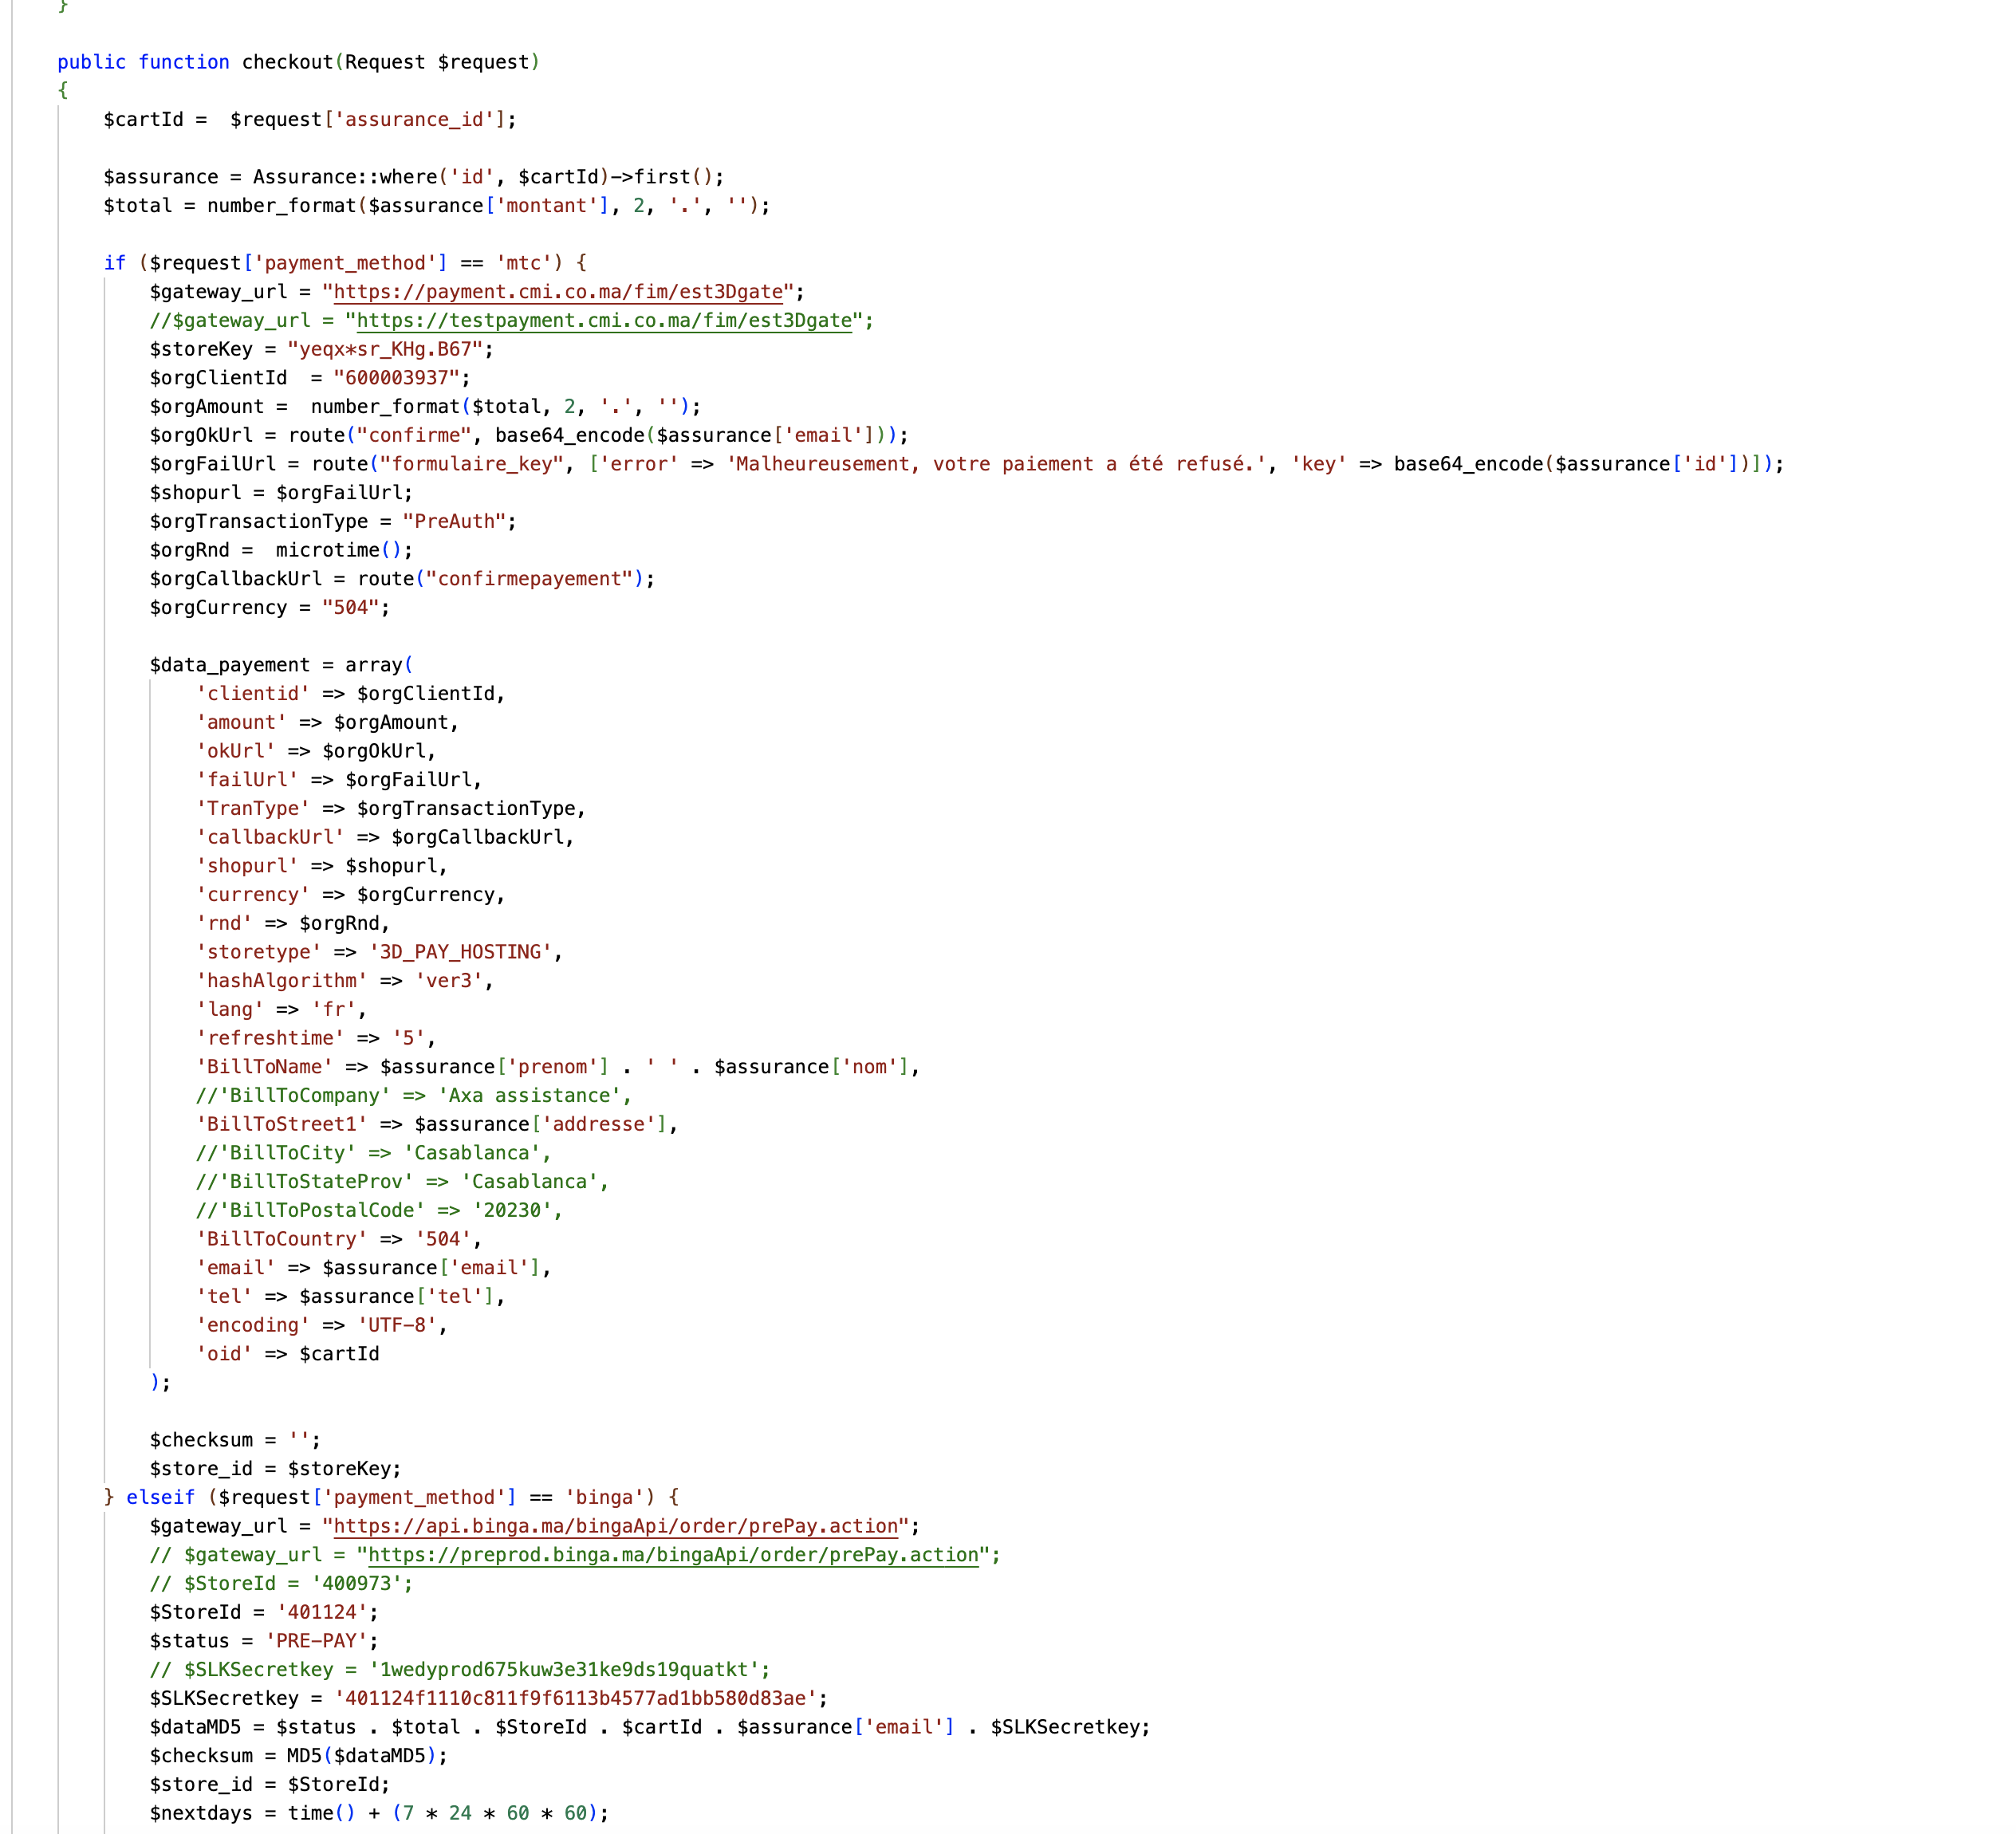 }
public function checkout(Request $request)
{
$cartId =  $request['assurance_id'];
$assurance = Assurance::where('id', $cartId)->first();
$total = number_format($assurance['montant'], 2, '.', '');
if ($request['payment_method'] == 'mtc') {
$gateway_url = "https://payment.cmi.co.ma/fim/est3Dgate";
//$gateway_url = "https://testpayment.cmi.co.ma/fim/est3Dgate";
$storeKey = "yeqx*sr_KHg.B67";
$orgClientId  = "600003937";
$orgAmount =  number_format($total, 2, '.', '');
$orgOkUrl = route("confirme", base64_encode($assurance['email']));
$orgFailUrl = route("formulaire_key", ['error' => 'Malheureusement, votre paiement a été refusé.', 'key' => base64_encode($assurance['id'])]);
$shopurl = $orgFailUrl;
$orgTransactionType = "PreAuth";
$orgRnd =  microtime();
$orgCallbackUrl = route("confirmepayement");
$orgCurrency = "504";
$data_payement = array(
'clientid' => $orgClientId,
'amount' => $orgAmount,
'okUrl' => $orgOkUrl,
'failUrl' => $orgFailUrl,
'TranType' => $orgTransactionType,
'callbackUrl' => $orgCallbackUrl,
'shopurl' => $shopurl,
'currency' => $orgCurrency,
'rnd' => $orgRnd,
'storetype' => '3D_PAY_HOSTING',
'hashAlgorithm' => 'ver3',
'lang' => 'fr',
'refreshtime' => '5',
'BillToName' => $assurance['prenom'] . ' ' . $assurance['nom'],
//'BillToCompany' => 'Axa assistance',
'BillToStreet1' => $assurance['addresse'],
//'BillToCity' => 'Casablanca',
//'BillToStateProv' => 'Casablanca',
//'BillToPostalCode' => '20230',
'BillToCountry' => '504',
'email' => $assurance['email'],
'tel' => $assurance['tel'],
'encoding' => 'UTF-8',
'oid' => $cartId
);
$checksum = '';
$store_id = $storeKey;
} elseif ($request['payment_method'] == 'binga') {
$gateway_url = "https://api.binga.ma/bingaApi/order/prePay.action";
// $gateway_url = "https://preprod.binga.ma/bingaApi/order/prePay.action";
// $StoreId = '400973';
$StoreId = '401124';
$status = 'PRE-PAY';
// $SLKSecretkey = '1wedyprod675kuw3e31ke9ds19quatkt';
$SLKSecretkey = '401124f1110c811f9f6113b4577ad1bb580d83ae';
$dataMD5 = $status . $total . $StoreId . $cartId . $assurance['email'] . $SLKSecretkey;
$checksum = MD5($dataMD5);
$store_id = $StoreId;
$nextdays = time() + (7 * 24 * 60 * 60);